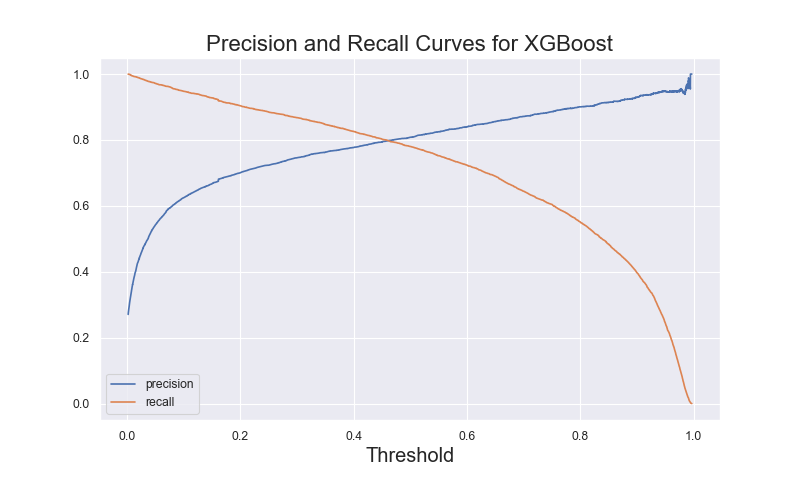 Precision and Recall Curves for XGBoost
1.0
0.8
0.6
0.4
0.2
0.0
precision
recall
0.0 0.2 0.4 0.6 0.8 1.0
Threshold